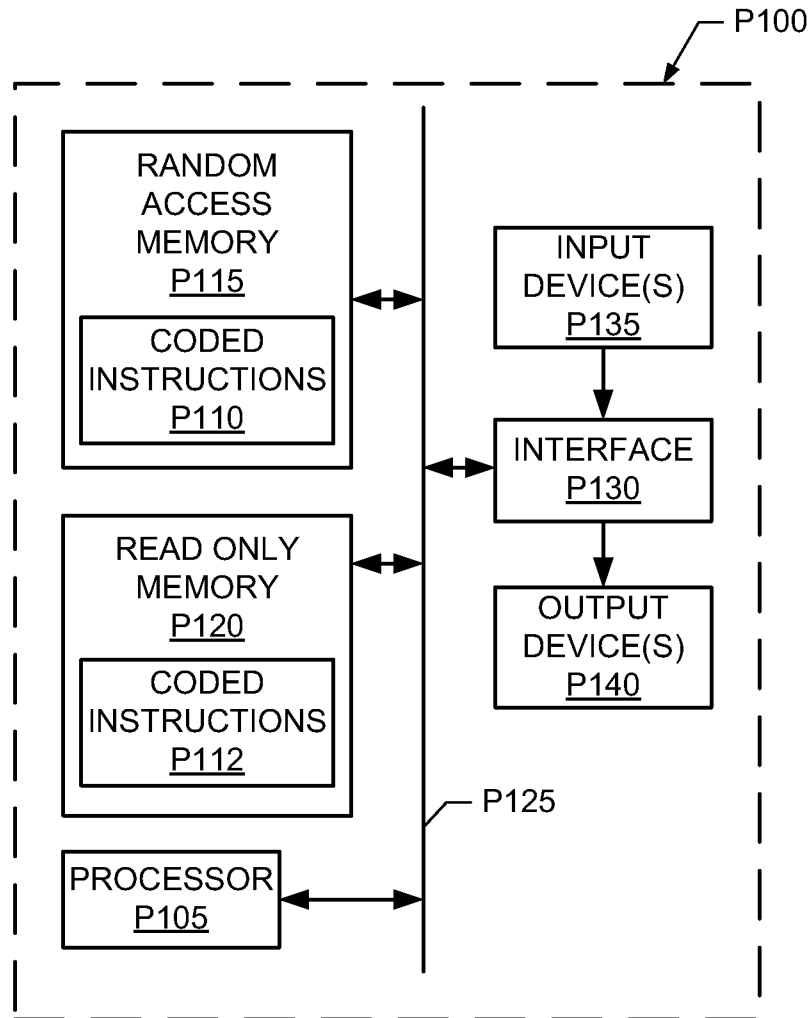 P100
RANDOM
ACCESS
MEMORY
P115
CODED
INSTRUCTIONS
P110
READ ONLY
MEMORY
P120
CODED
INSTRUCTIONS
P112
PROCESSOR
P105
INPUT
DEVICE(S)
P135
INTERFACE
P130
OUTPUT
DEVICE(S)
P140
P125